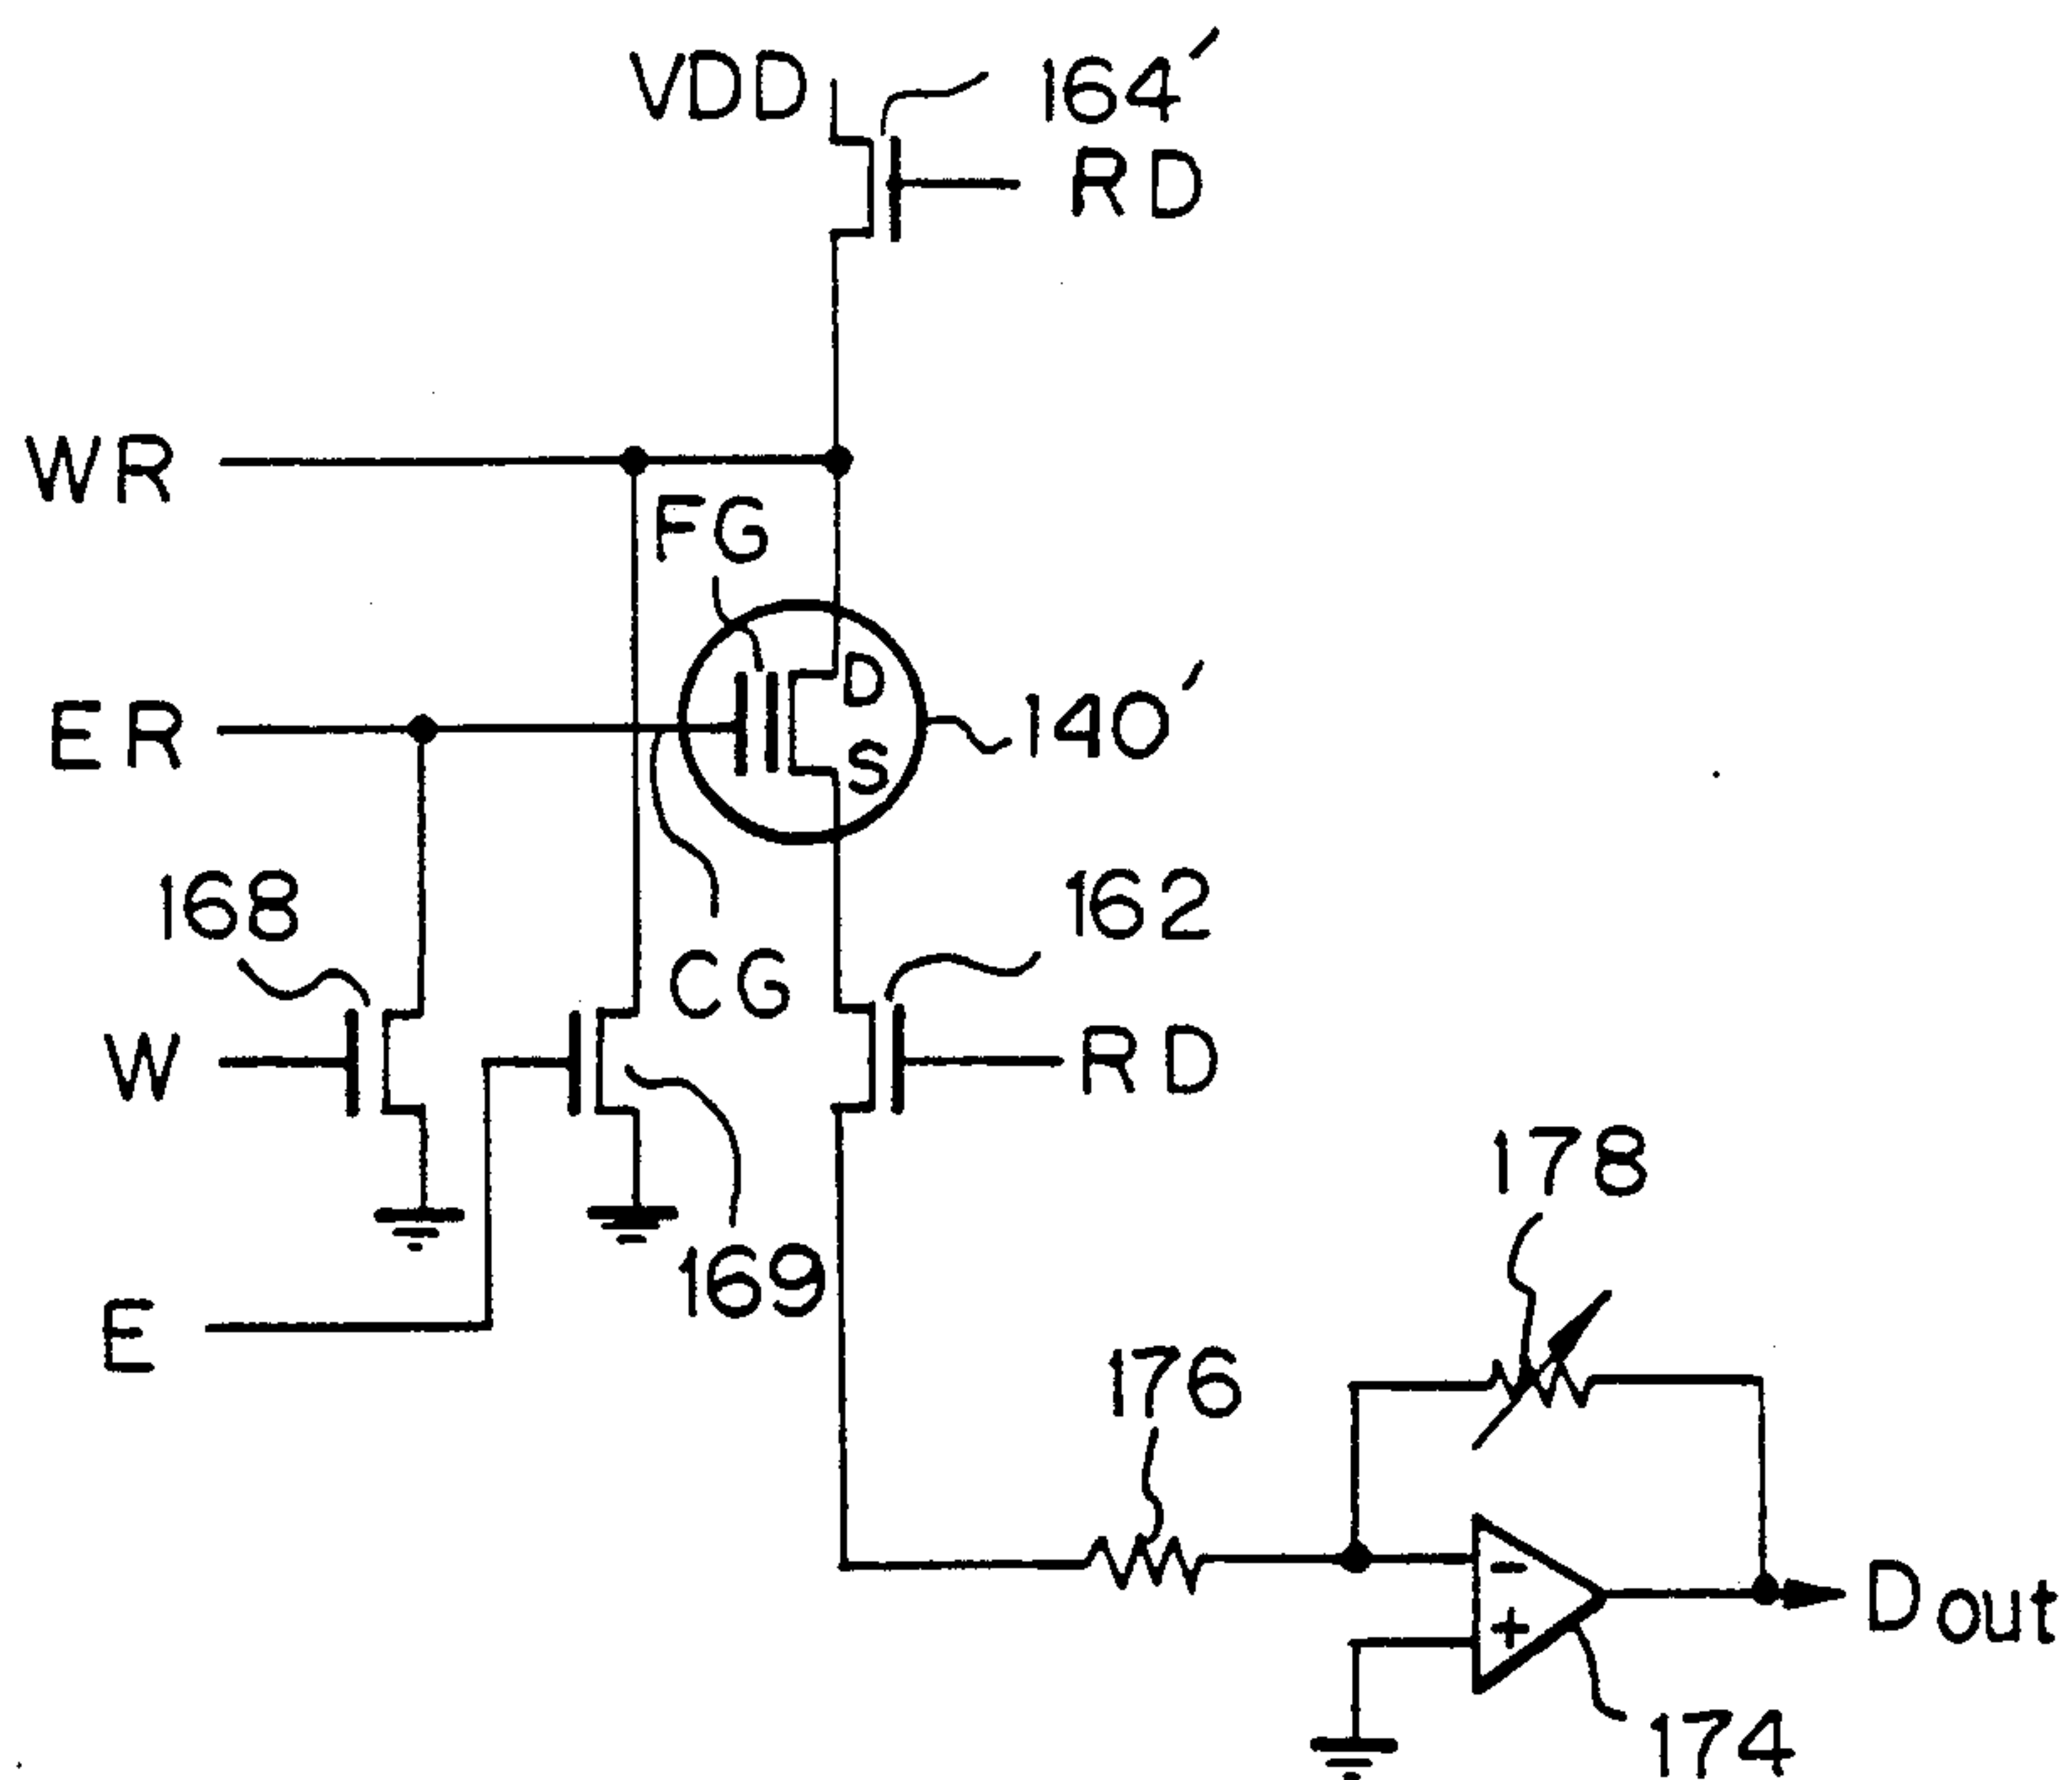 VDD
164′
RD
WR
FG
D
ER
140′
S
168
162
CG
W
RD
178
169
E
176
-
+
Dout
174